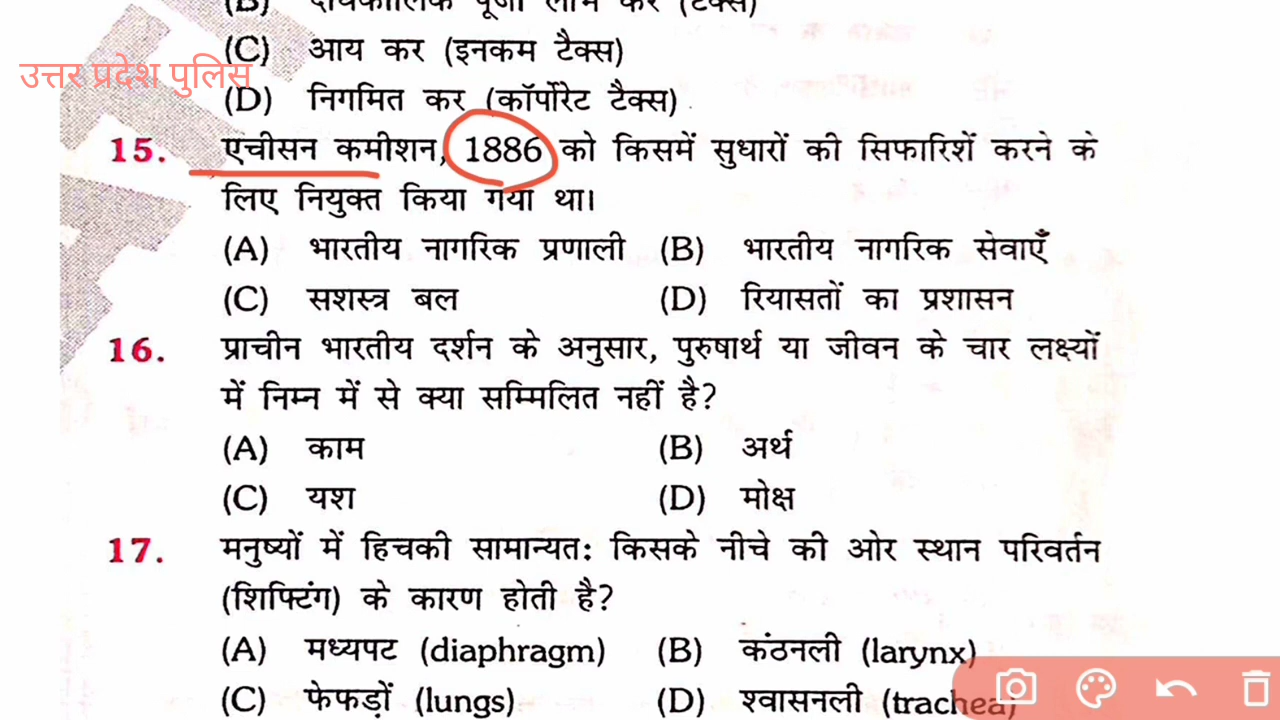 (B) दीर्घकालिक पूंजी लाभ कर (टैक्स)
(C) आय कर (इनकम टैक्स)
उत्तर प्रदेश पुलिस
(D) निगमित कर (कॉर्पोरेट टैक्स)
15. एचीसन कमीशन, 1886 को किसमें सुधारों की सिफारिशें करने के
लिए नियुक्त किया गया था।
(A) भारतीय नागरिक प्रणाली (B) भारतीय नागरिक सेवाएँ
(C) सशस्त्र बल (D) रियासतों का प्रशासन
16. प्राचीन भारतीय दर्शन के अनुसार, पुरुषार्थ या जीवन के चार लक्ष्यों
में निम्न में से क्या सम्मिलित नहीं है?
(A) काम (B) अर्थ
(C) यश (D) मोक्ष
17. मनुष्यों में हिचकी सामान्यत: किसके नीचे की ओर स्थान परिवर्तन
(शिफ्टिंग) के कारण होती है?
(A) मध्यपट (diaphragm) (B) कंठनली (larynx)
(C) फेफड़ों (lungs) (D) श्वासनली (trachea)